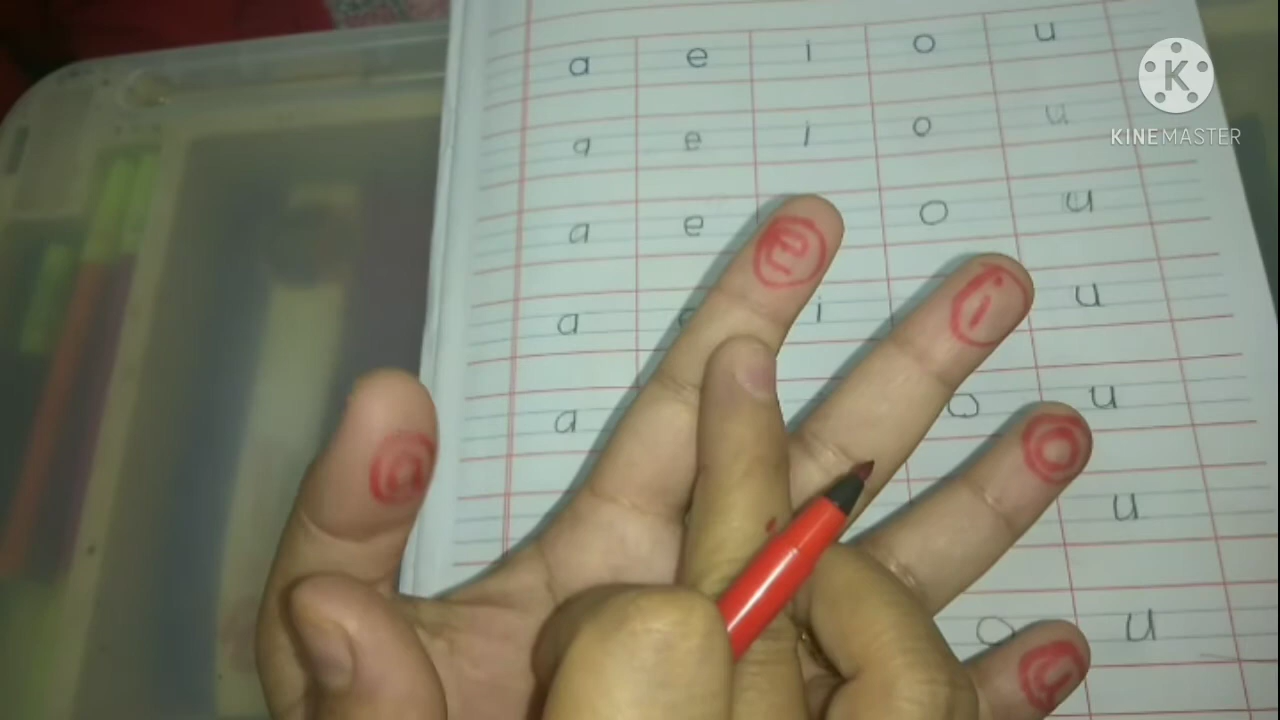 a e i o u
a e i o u
a e o u
a i u
a o u
u
o u
e
i
a
o
u
K
KINEMASTER